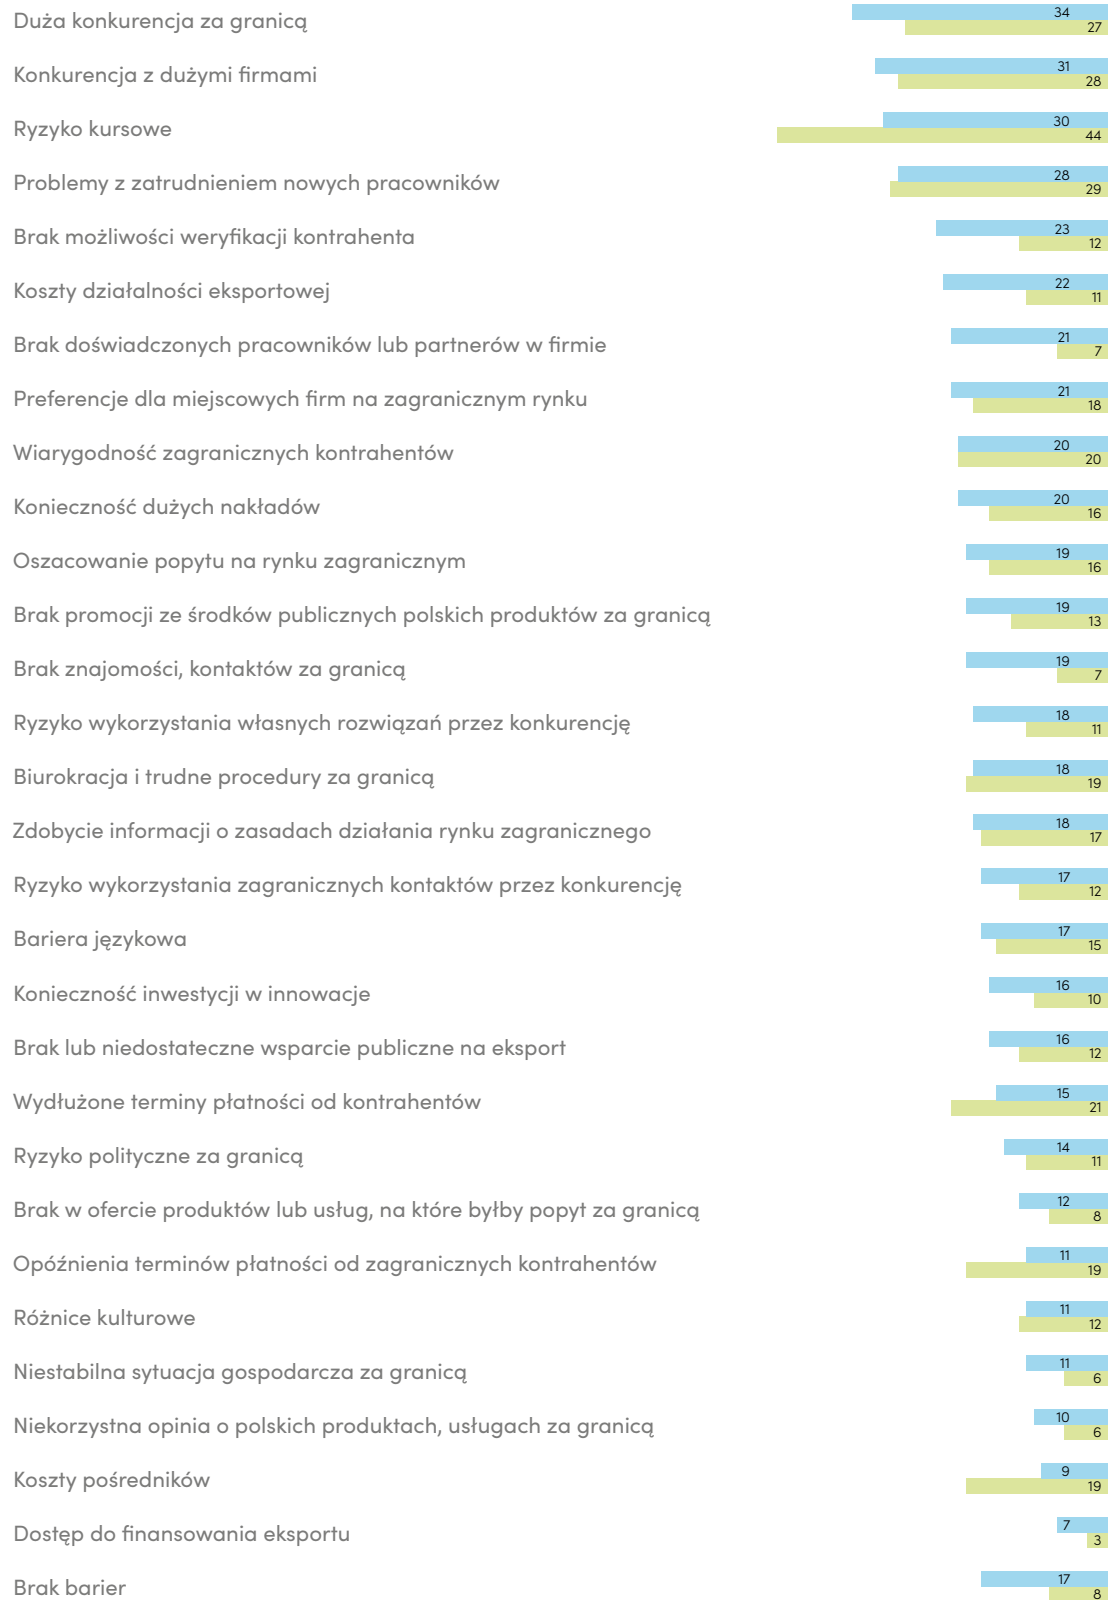 Duża konkurencja za granicą 34
27
Konkurencja z dużymi firmami 31
28
Ryzyko kursowe 30
44
Problemy z zatrudnieniem nowych pracowników 28
29
Brak możliwości weryfikacji kontrahenta 23
12
Koszty działalności eksportowej 22
11
Brak doświadczonych pracowników lub partnerów w firmie 21
7
Preferencje dla miejscowych firm na zagranicznym rynku 21
18
Wiarygodność zagranicznych kontrahentów 20
20
Konieczność dużych nakładów 20
16
Oszacowanie popytu na rynku zagranicznym 19
16
Brak promocji ze środków publicznych polskich produktów za granicą 19
13
Brak znajomości, kontaktów za granicą 19
7
Ryzyko wykorzystania własnych rozwiązań przez konkurencję 18
11
Biurokracja i trudne procedury za granicą 18
19
Zdobycie informacji o zasadach działania rynku zagranicznego 18
17
Ryzyko wykorzystania zagranicznych kontaktów przez konkurencję 17
12
Bariera językowa 17
15
Konieczność inwestycji w innowacje 16
10
Brak lub niedostateczne wsparcie publiczne na eksport 16
12
Wydłużone terminy płatności od kontrahentów 15
21
Ryzyko polityczne za granicą 14
11
Brak w ofercie produktów lub usług, na które byłby popyt za granicą 12
8
Opóźnienia terminów płatności od zagranicznych kontrahentów 11
19
Różnice kulturowe 11
12
Niestabilna sytuacja gospodarcza za granicą 11
6
Niekorzystna opinia o polskich produktach, usługach za granicą 10
6
Koszty pośredników 9
19
Dostęp do finansowania eksportu 7
3
Brak barier 17
8